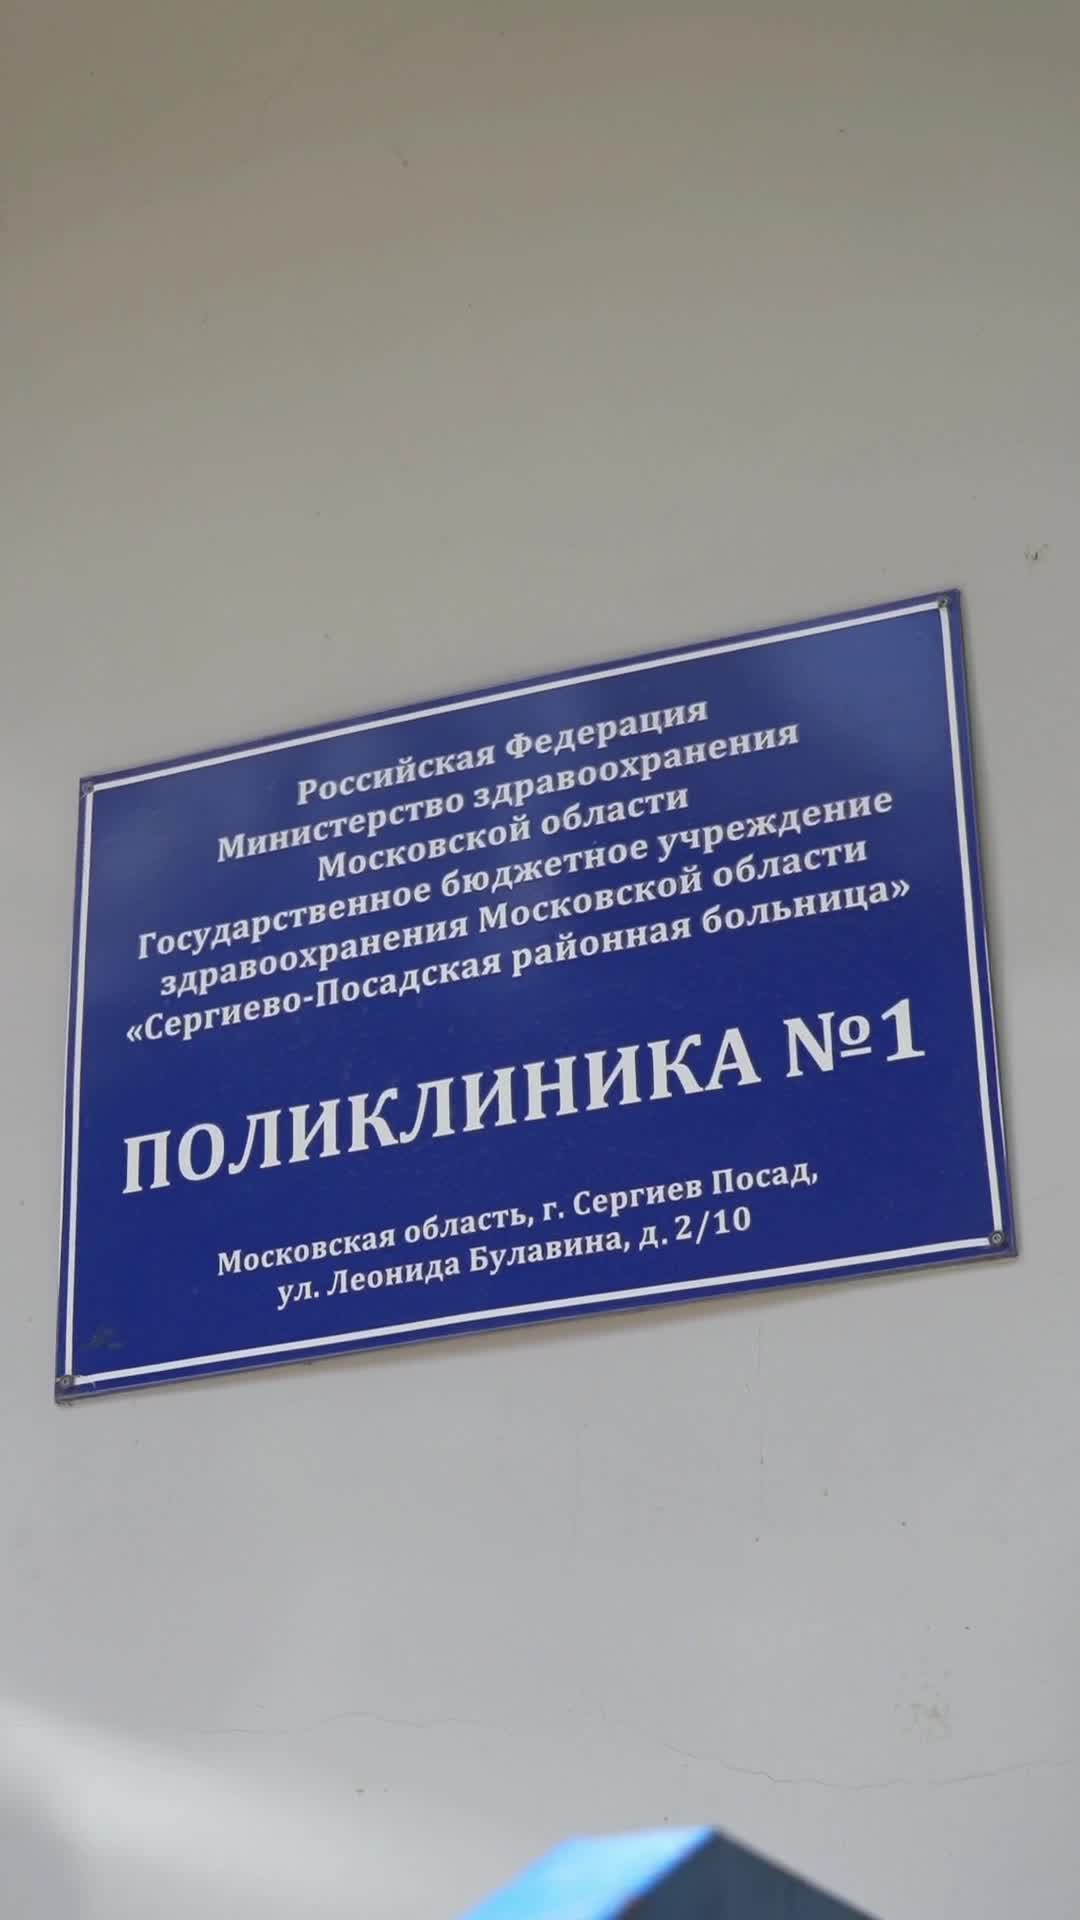 Российская Федерация
Министерство здравоохранения
Московской области
Государственное бюджетное учреждение
здравоохранения Московской области
«Сергиево-Посадская районная больница»
ПОЛИКЛИНИКА №1
Московская область, г. Сергиев Посад,
ул. Леонида Булавина, д. 2/10